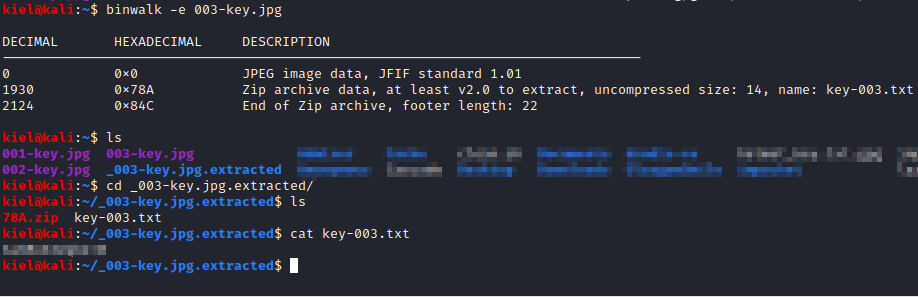 kiel@kali:~$ binwalk -e 003-key.jpg
DECIMAL HEXADECIMAL DESCRIPTION
0 0×0 JPEG image data, JFIF standard 1.01
1930 0×78A Zip archive data, at least v2.0 to extract, uncompressed size: 14, name: key-003.txt
2124 0×84C End of Zip archive, footer length: 22
kiel@kali:~$ ls
001-key.jpg 003-key.jpg
002-key.jpg _003-key.jpg.extracted
kiel@kali:~$ cd _003-key.jpg.extracted/
kiel@kali:~/_003-key.jpg.extracted$ ls
78A.zip key-003.txt
kiel@kali:~/_003-key.jpg.extracted$ cat key-003.txt
kiel@kali:~/_003-key.jpg.extracted$